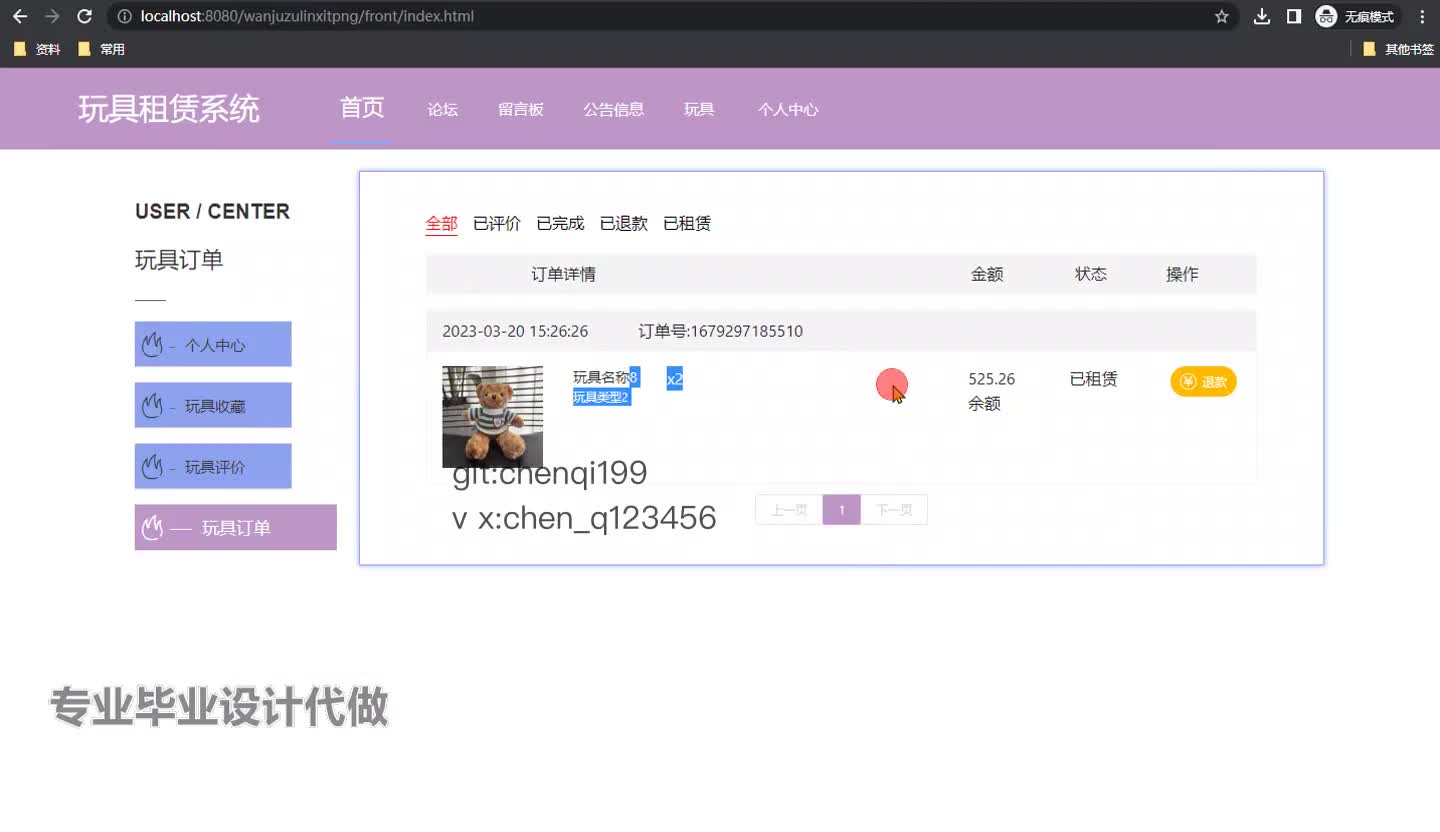 localhost:8080/wanjuzulinxitpng/front/index.html
无痕模式
资料 常用 其他书签
玩具租赁系统 首页 论坛 留言板 公告信息 玩具 个人中心
USER / CENTER
玩具订单
- 个人中心
- 玩具收藏
- 玩具评价
— 玩具订单
全部 已评价 已完成 已退款 已租赁
订单详情 金额 状态 操作
2023-03-20 15:26:26 订单号:1679297185510
玩具名称8 x2 525.26 已租赁 退款
玩具类型2 余额
git:chenqi199
v x:chen_q123456
上一页 1 下一页
专业毕业设计代做